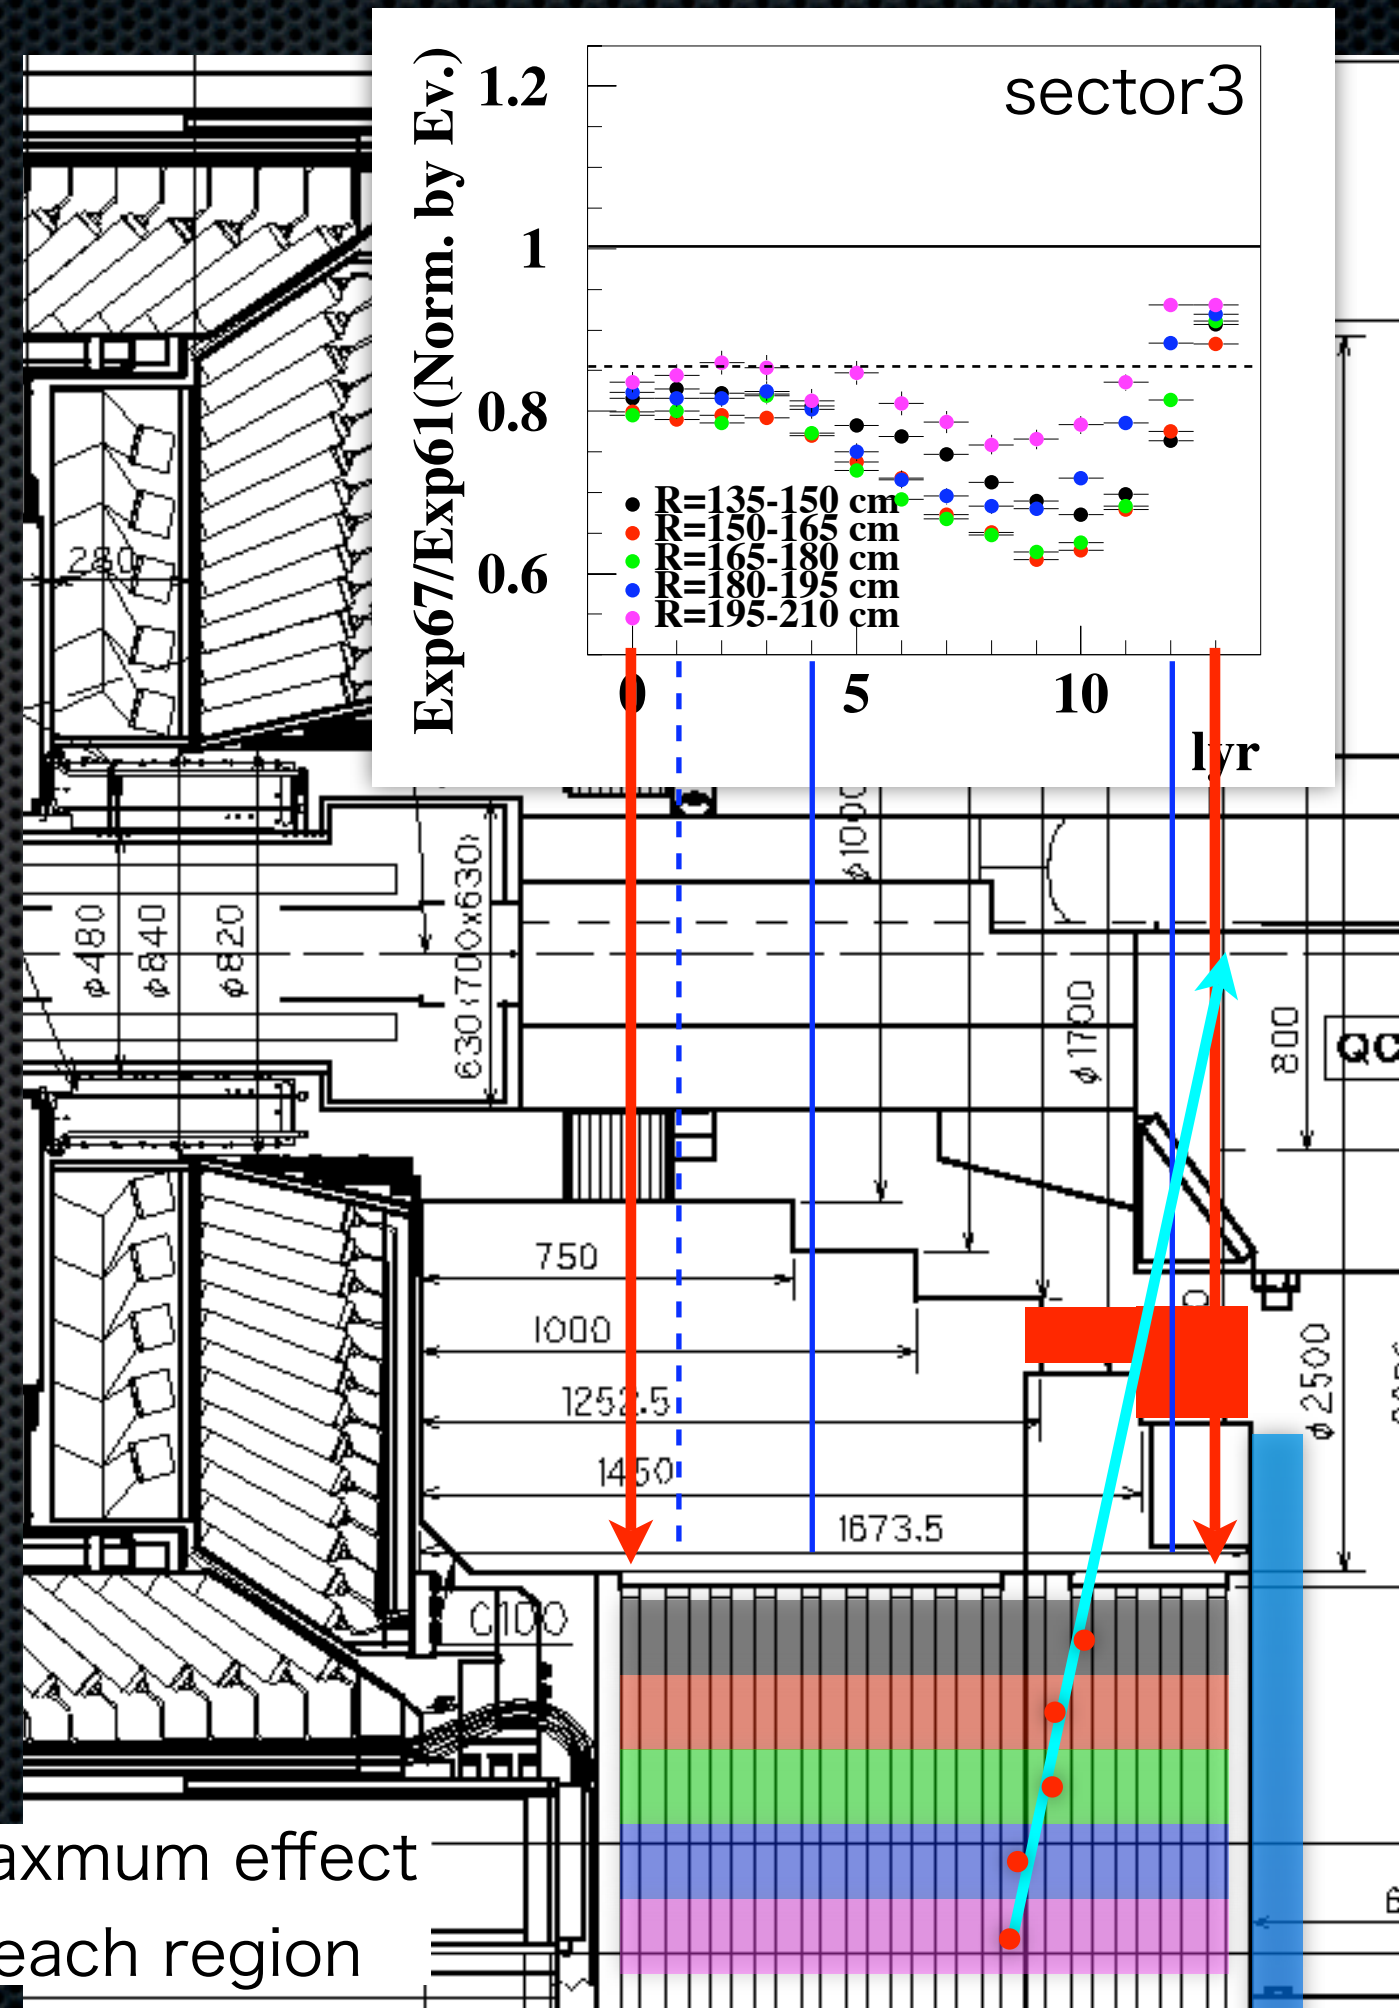 sector3
Exp67/Exp61(Norm. by Ev.)
1.2
1
0.8
0.6
R=135-150 cm
R=150-165 cm
R=165-180 cm
R=180-195 cm
R=195-210 cm
0
5
10
lyr
280
ϕ480
ϕ840
ϕ820
630(700x630)
ϕ1000
ϕ1700
800
QC
750
1000
1252.5
1450
1673.5
ϕ2500
C100
axmum effect
each region